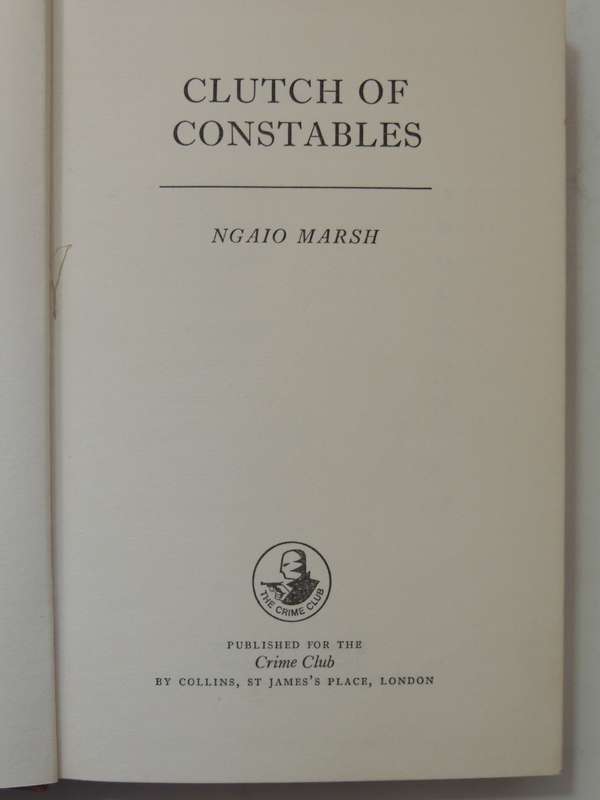 CLUTCH OF
CONSTABLES
NGAIO MARSH
THE CRIME CLUB
PUBLISHED FOR THE
Crime Club
BY COLLINS, ST JAMES'S PLACE, LONDON